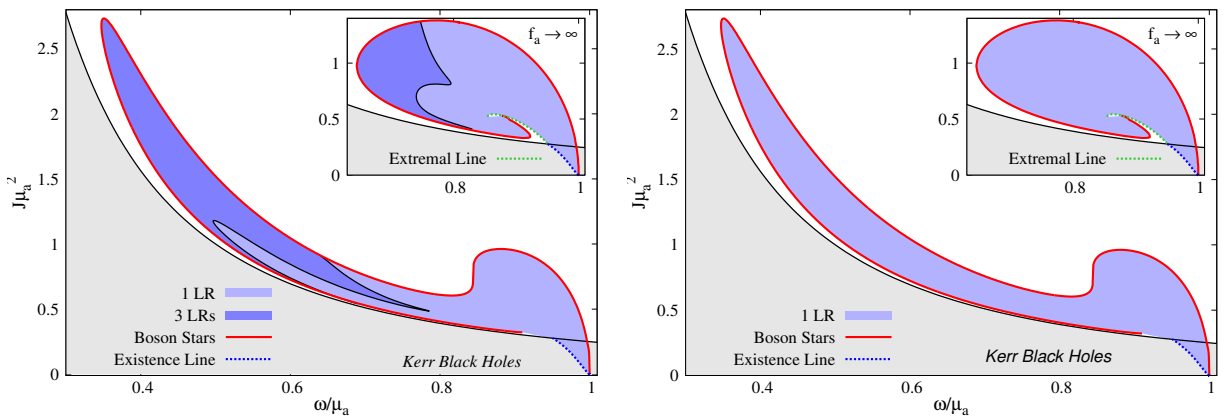 2.5
2
1.5
1
0.5
0
Jμₐ²
0.4
0.6
0.8
1
ω/μₐ
1 LR
3 LRs
Boson Stars
Existence Line
Kerr Black Holes
fₐ → ∞
1
0.5
0
0.8
1
Extremal Line
2.5
2
1.5
1
0.5
0
Jμₐ²
0.4
0.6
0.8
1
ω/μₐ
1 LR
Boson Stars
Existence Line
Kerr Black Holes
fₐ → ∞
1
0.5
0
0.8
1
Extremal Line